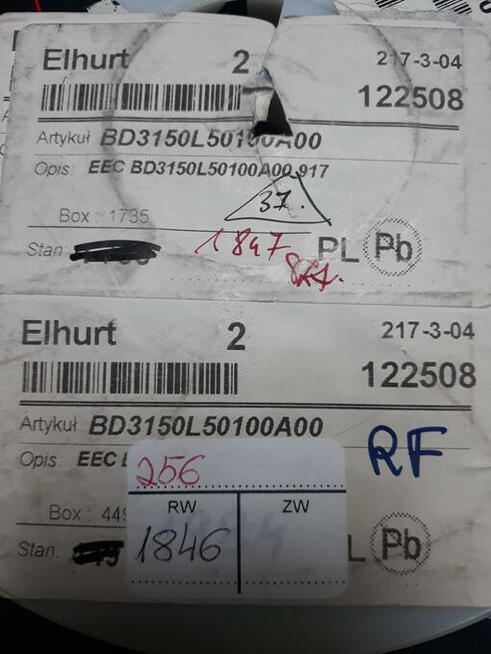 Elhurt 2 217-3-04
122508
Artykuł BD3150L50100A00
Opis: EEC BD3150L50100A00 917
37.
Box: 1735
1847
Stan: PL Pb
Elhurt 2 217-3-04
122508
Artykuł BD3150L50100A00
RF
Opis: EEC
256
RW ZW
Box: 449
1846
Stan: L Pb